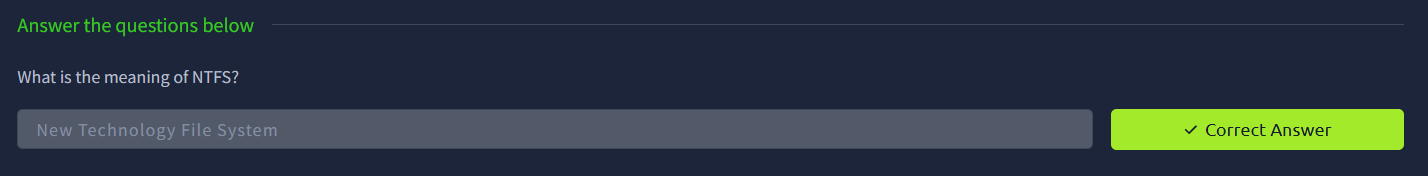 Answer the questions below
What is the meaning of NTFS?
New Technology File System
✓ Correct Answer